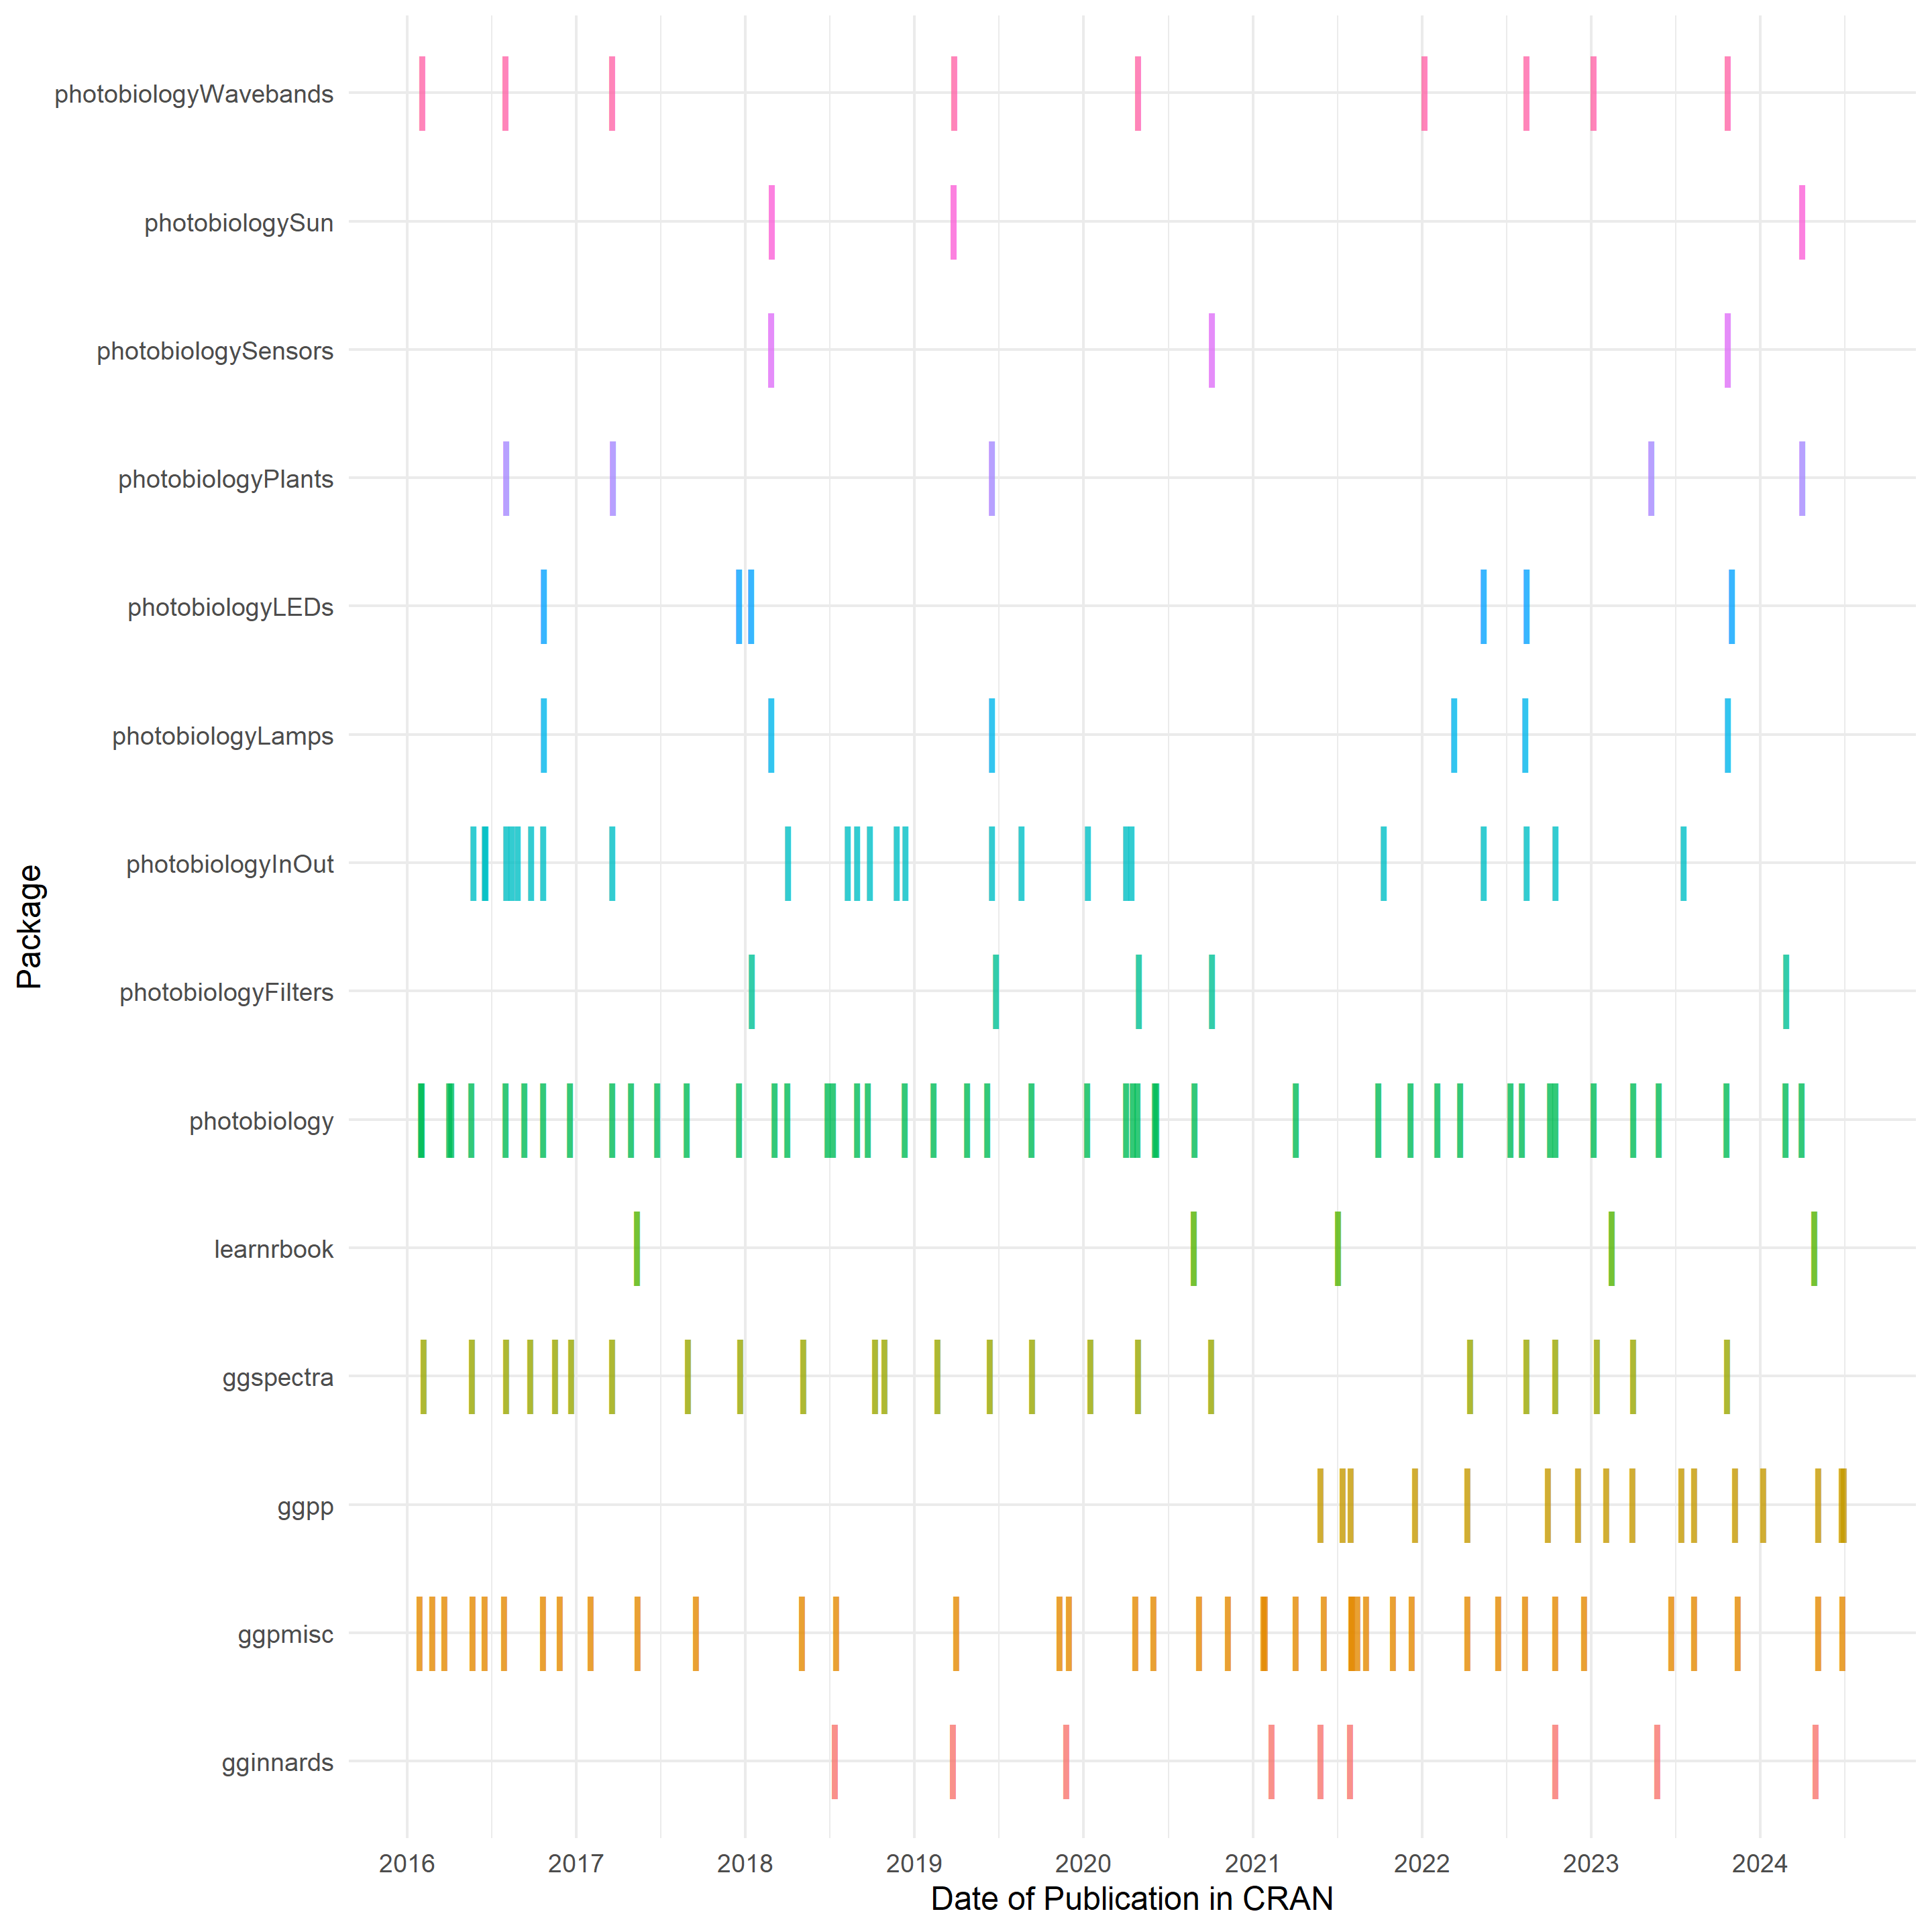 photobiologyWavebands
photobiologySun
photobiologySensors
photobiologyPlants
photobiologyLEDs
photobiologyLamps
photobiologyInOut
photobiologyFilters
photobiology
learnrbook
ggspectra
ggpp
ggpmisc
gginnards
Package
2016 2017 2018 2019 2020 2021 2022 2023 2024
Date of Publication in CRAN